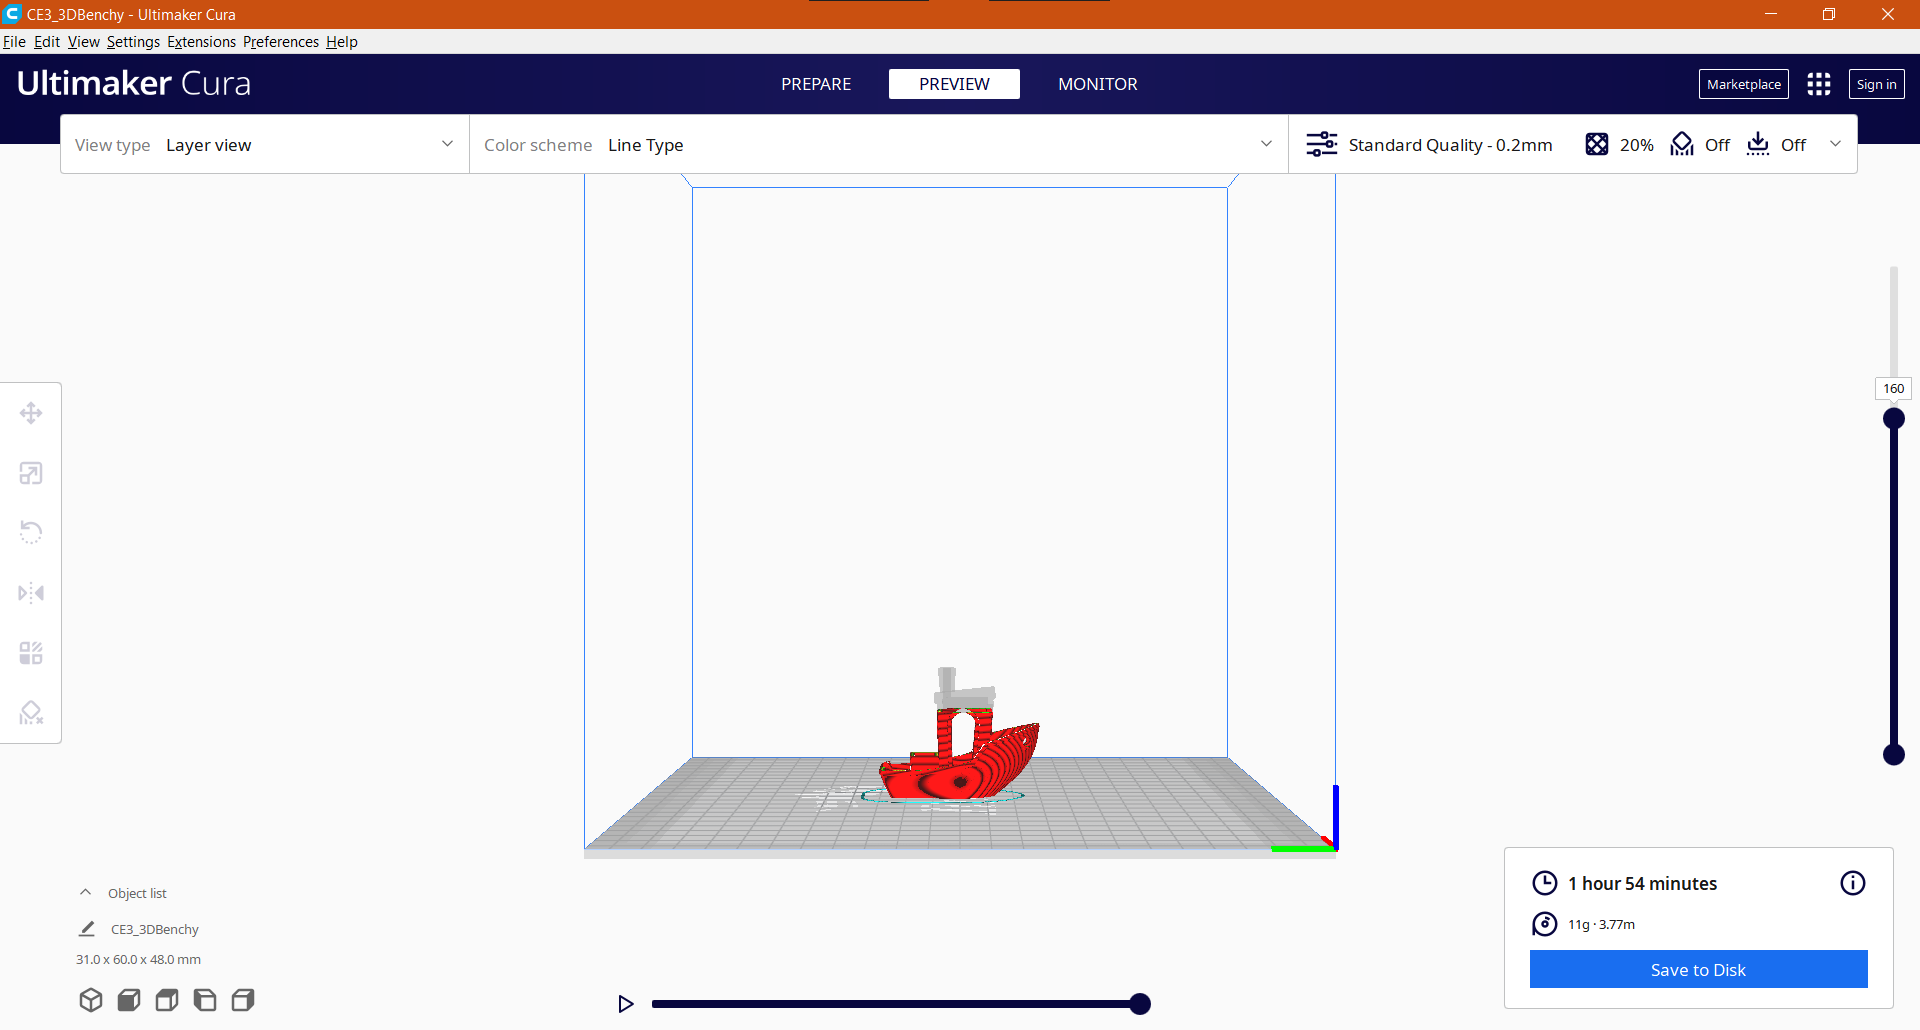 CE3_3DBenchy - Ultimaker Cura
File Edit View Settings Extensions Preferences Help
Ultimaker Cura
PREPARE PREVIEW MONITOR
Marketplace
Sign in
View type Layer view
Color scheme Line Type
Standard Quality - 0.2mm 20% Off Off
160
Object list
CE3_3DBenchy
31.0 x 60.0 x 48.0 mm
1 hour 54 minutes
11g · 3.77m
Save to Disk